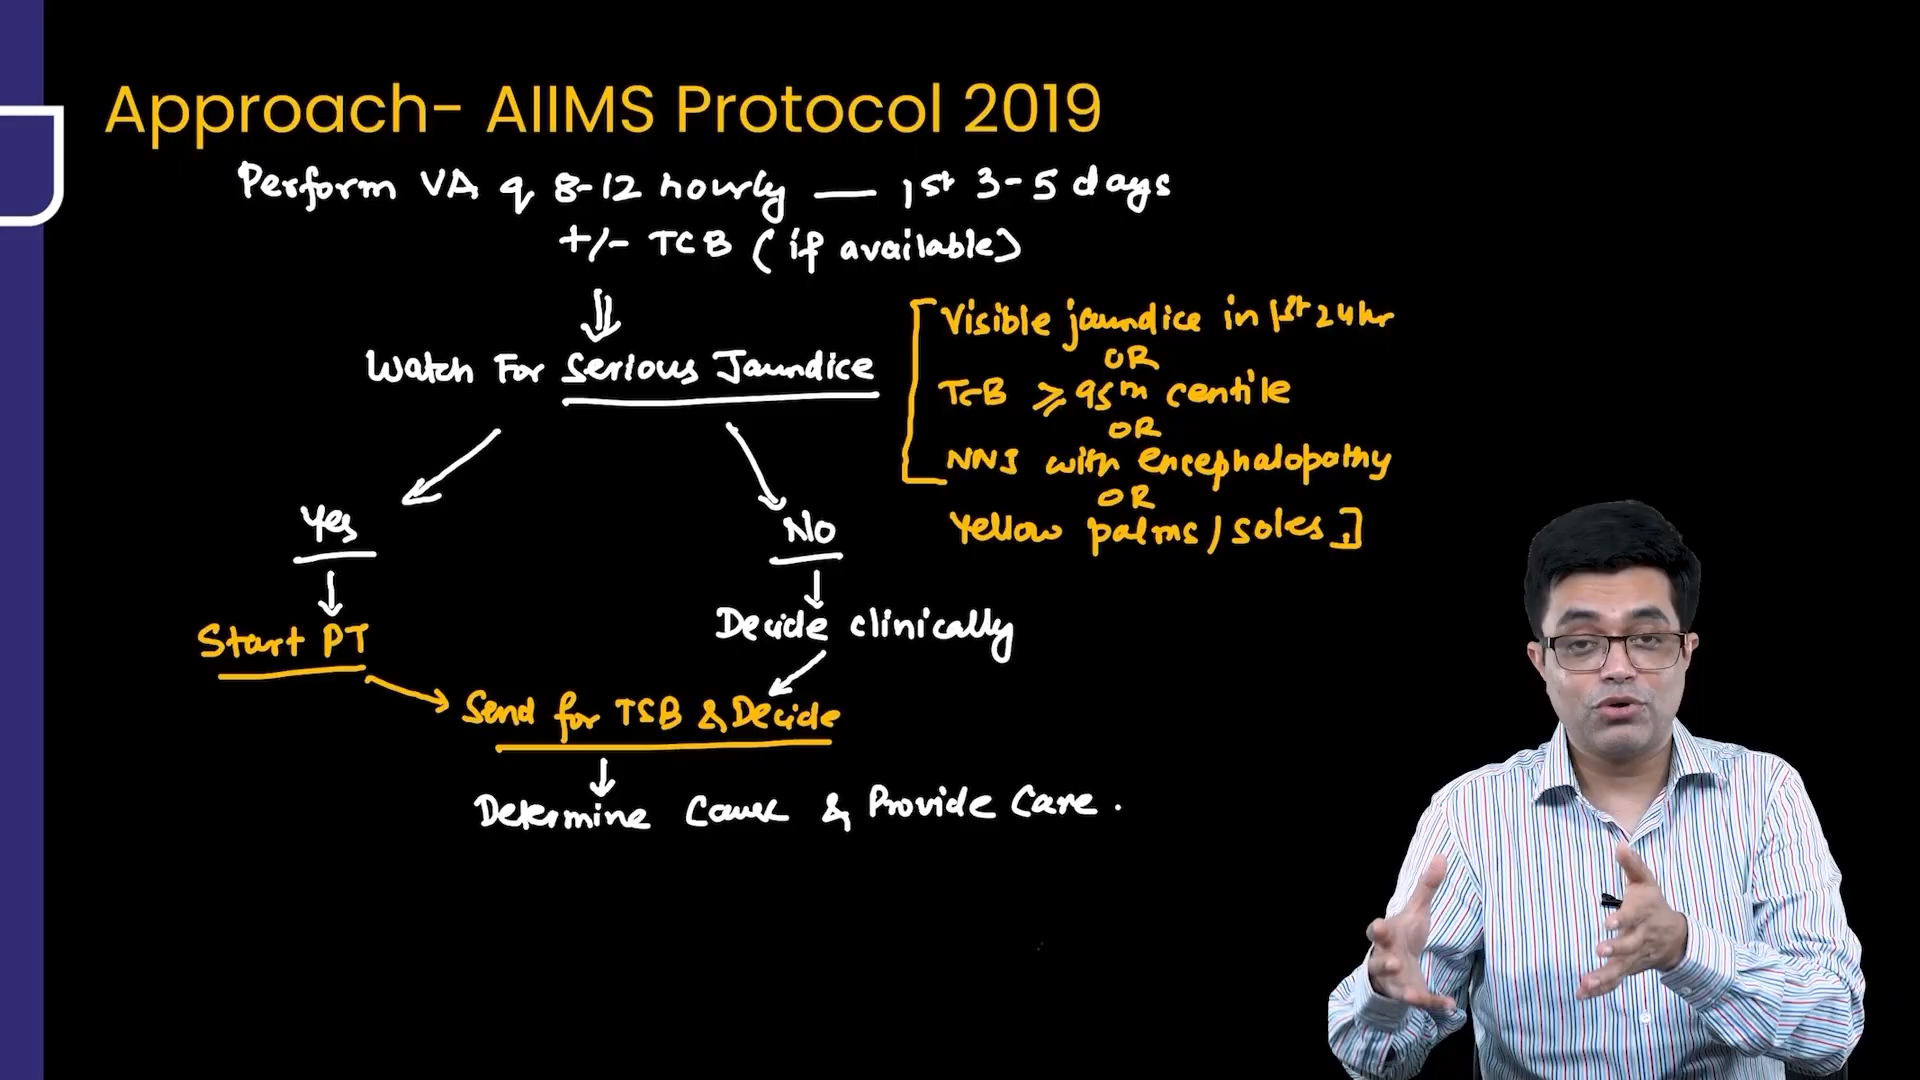 Approach- AIIMS Protocol 2019
Perform VA q 8-12 hourly — 1st 3-5 days
+/- TCB (if available)
Watch For Serious Jaundice
[Visible jaundice in 1st 24hr
OR
TcB ≥ 95th centile
OR
NNJ with encephalopathy
OR
Yellow palms/soles]
Yes
No
Start PT
Decide clinically
Send for TSB & Decide
Determine Cause & Provide Care.